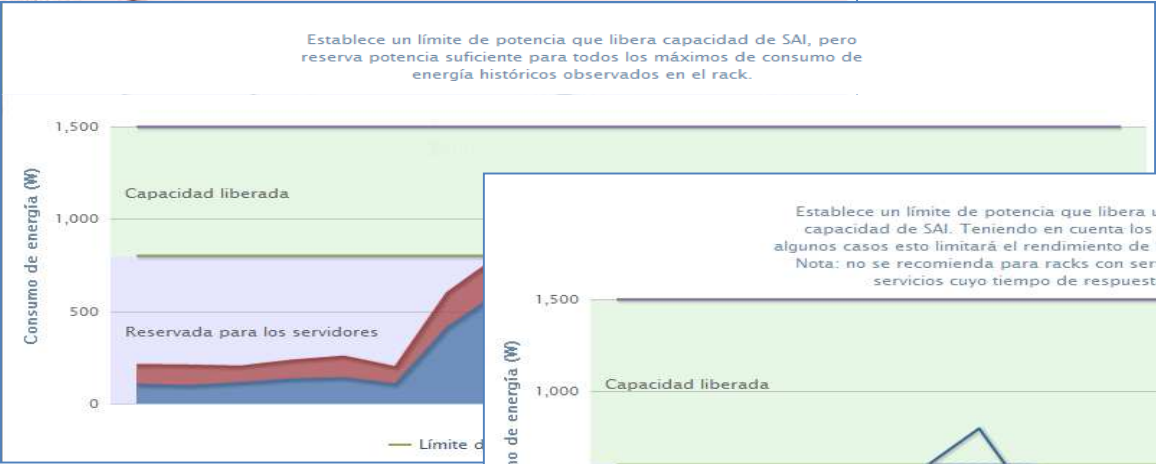 Establece un límite de potencia que libera capacidad de SAI, pero
reserva potencia suficiente para todos los máximos de consumo de
energía históricos observados en el rack.
Consumo de energía (W)
1,500
Capacidad liberada
1,000
500
Reservada para los servidores
0
Límite d
Establece un límite de potencia que libera
capacidad de SAI. Teniendo en cuenta los
algunos casos esto limitará el rendimiento de
Nota: no se recomienda para racks con ser
servicios cuyo tiempo de respuest
de energía (W)
1,500
Capacidad liberada
1,000